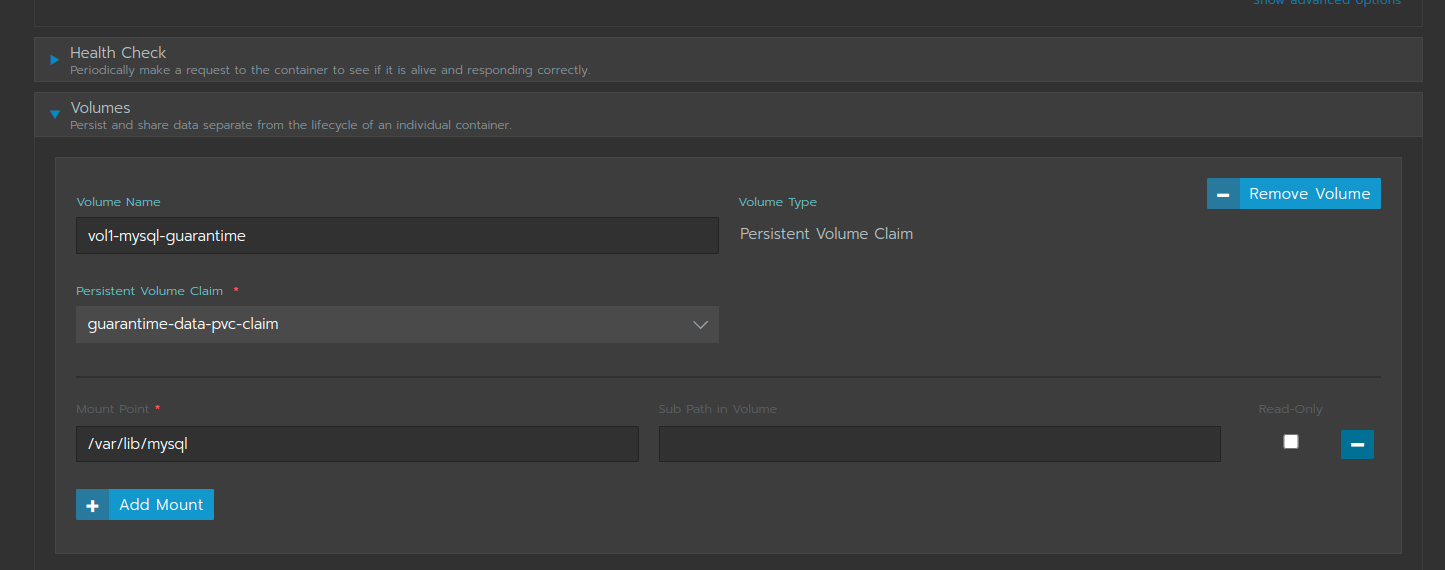 Show advanced options
Health Check
Periodically make a request to the container to see if it is alive and responding correctly.
Volumes
Persist and share data separate from the lifecycle of an individual container.
Remove Volume
Volume Name
Volume Type
vol1-mysql-guarantime
Persistent Volume Claim
Persistent Volume Claim *
guarantime-data-pvc-claim
Mount Point *
Sub Path in Volume
Read-Only
/var/lib/mysql
Add Mount